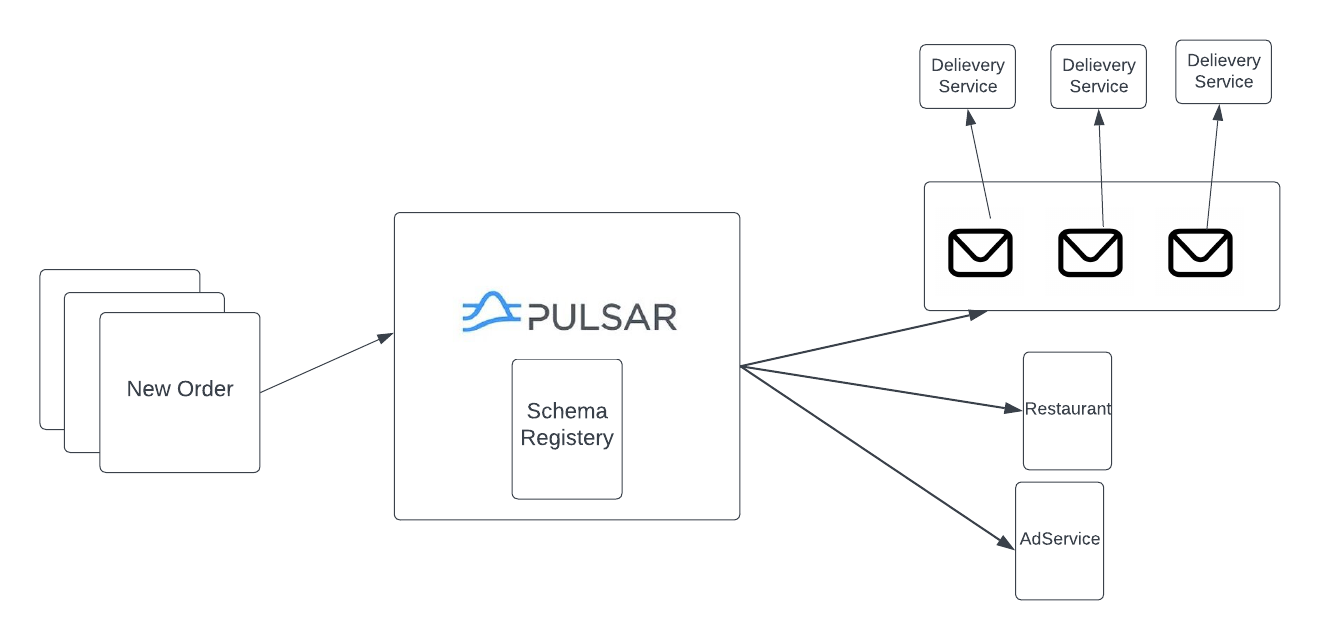 Delievery
Service
Delievery
Service
Delievery
Service
New Order
PULSAR
Schema
Registery
Restaurant
AdService